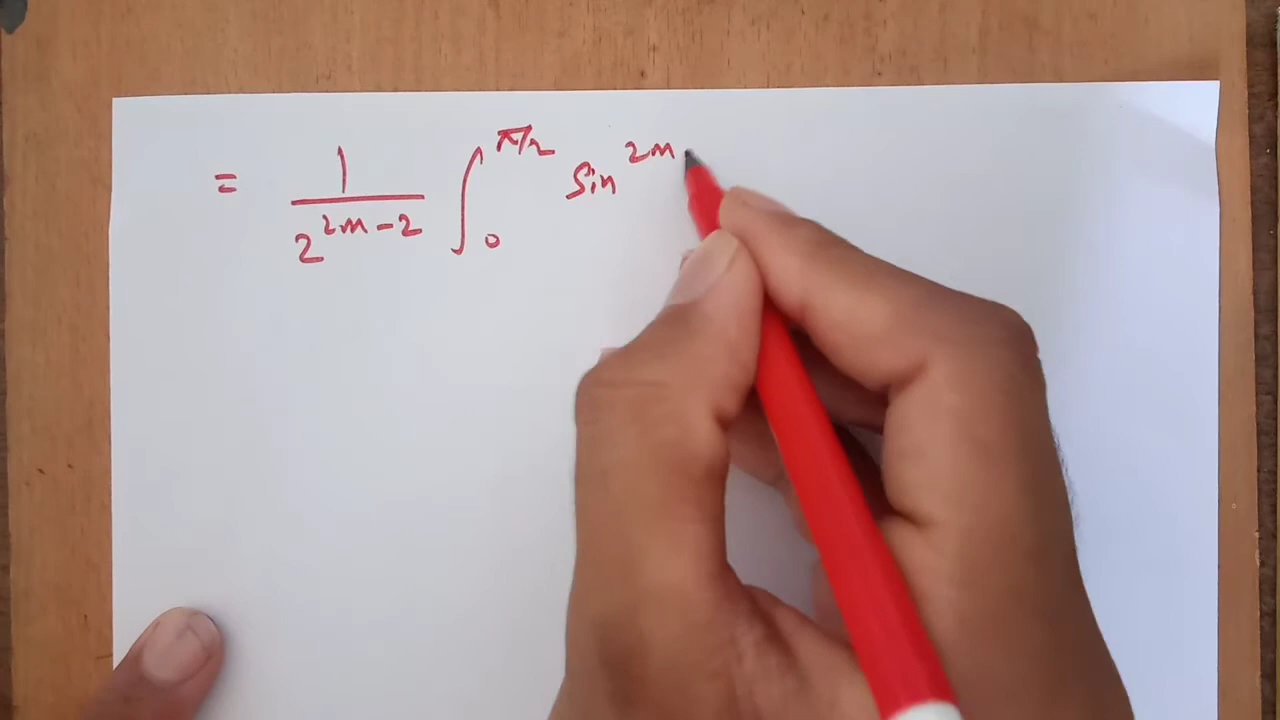 = 1/2^{2m-2} ∫_0^{π/2} sin^{2m